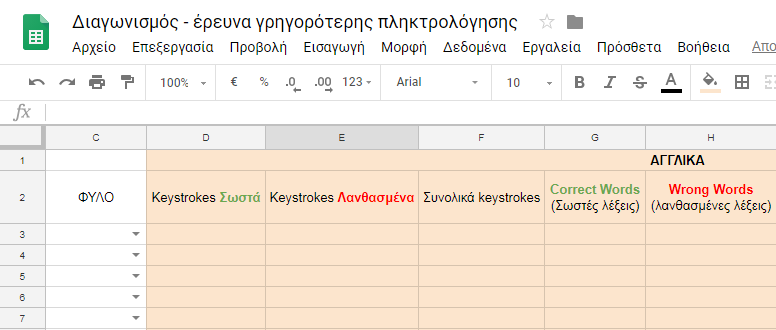 Διαγωνισμός - έρευνα γρηγορότερης πληκτρολόγησης
Αρχείο Επεξεργασία Προβολή Εισαγωγή Μορφή Δεδομένα Εργαλεία Πρόσθετα Βοήθεια Απο
100% € % .0 .00 123 Arial 10 B I S A
fx
C D E F G H
1 ΑΓΓΛΙΚΑ
2 ΦΥΛΟ Keystrokes Σωστά Keystrokes Λανθασμένα Συνολικά keystrokes Correct Words Wrong Words
(Σωστές λέξεις) (λανθασμένες λέξεις)
3
4
5
6
7